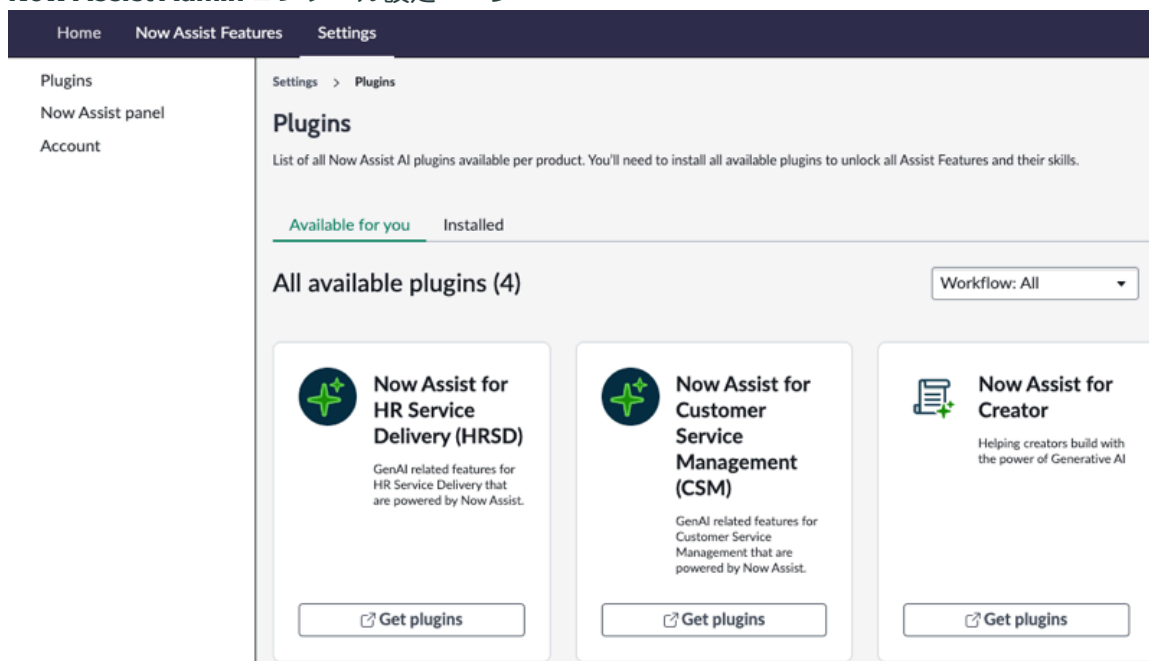 Home Now Assist Features Settings
Plugins
Now Assist panel
Account
Settings > Plugins
Plugins
List of all Now Assist AI plugins available per product. You'll need to install all available plugins to unlock all Assist Features and their skills.
Available for you Installed
All available plugins (4)
Workflow: All
Now Assist for
HR Service
Delivery (HRSD)
GenAI related features for
HR Service Delivery that
are powered by Now Assist.
Get plugins
Now Assist for
Customer
Service
Management
(CSM)
GenAI related features for
Customer Service
Management that are
powered by Now Assist.
Get plugins
Now Assist for
Creator
Helping creators build with
the power of Generative AI
Get plugins